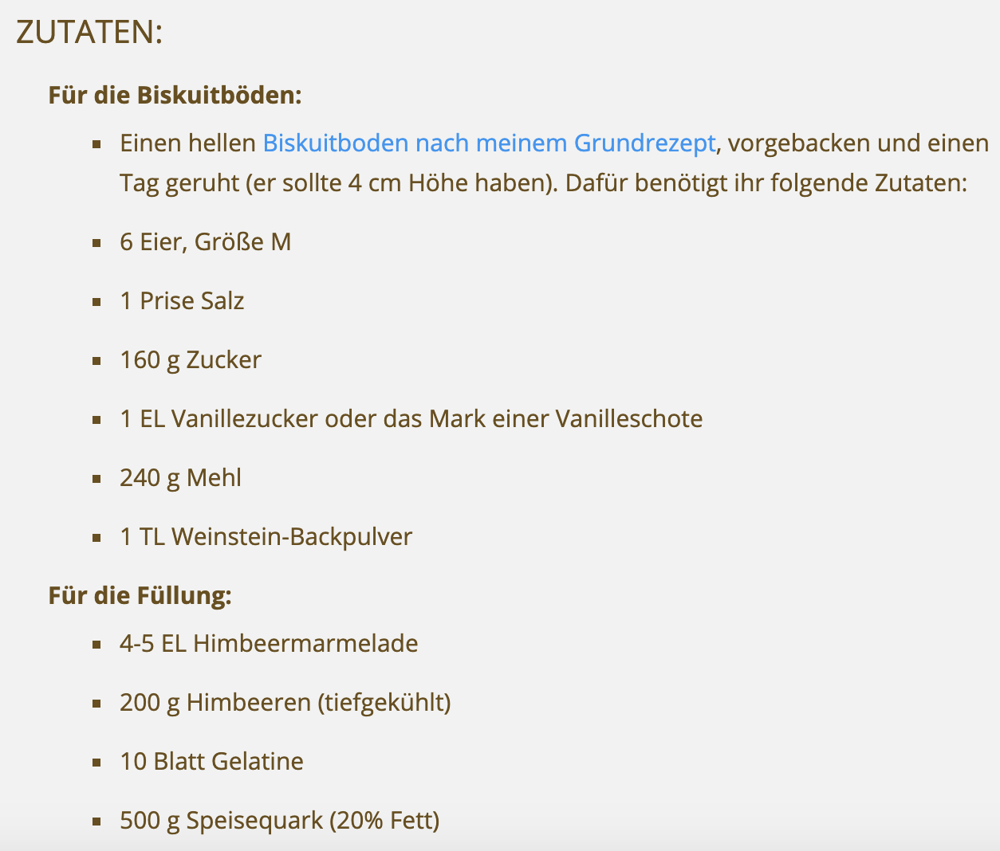 ZUTATEN:
Für die Biskuitböden:
Einen hellen Biskuitboden nach meinem Grundrezept, vorgebacken und einen
Tag geruht (er sollte 4 cm Höhe haben). Dafür benötigt ihr folgende Zutaten:
6 Eier, Größe M
1 Prise Salz
160 g Zucker
1 EL Vanillezucker oder das Mark einer Vanilleschote
240 g Mehl
1 TL Weinstein-Backpulver
Für die Füllung:
4-5 EL Himbeermarmelade
200 g Himbeeren (tiefgekühlt)
10 Blatt Gelatine
500 g Speisequark (20% Fett)